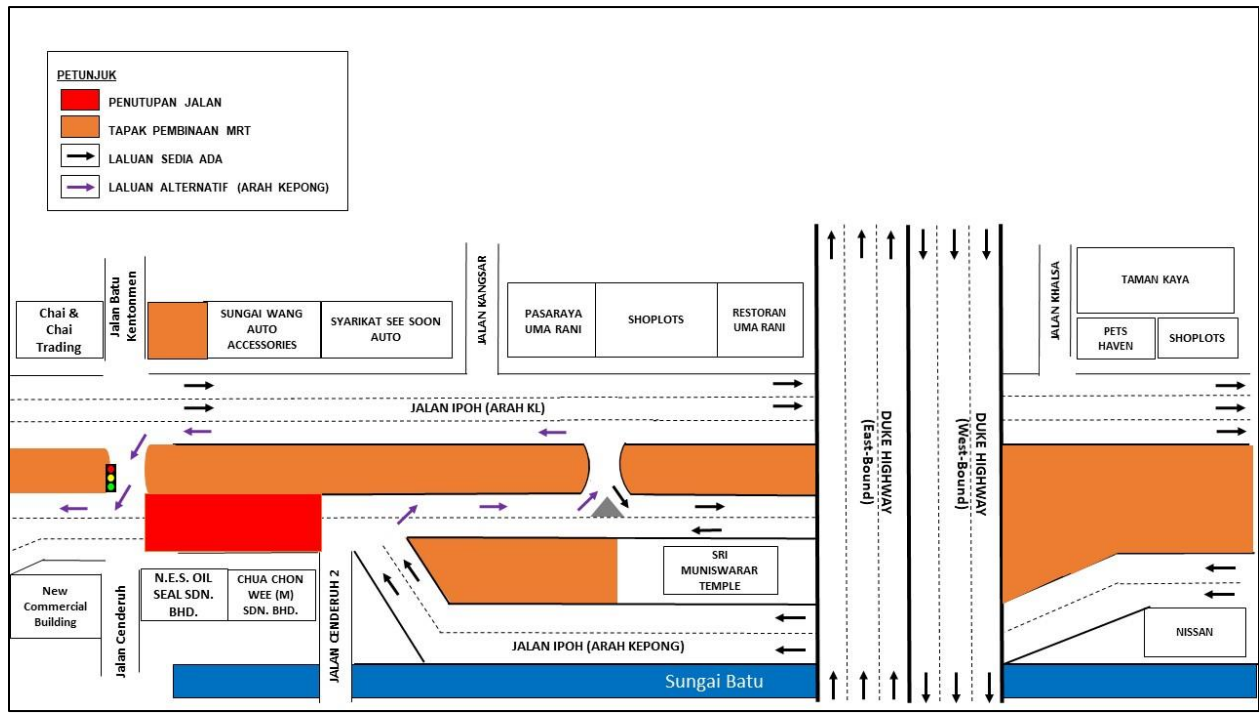 PETUNJUK
PENUTUPAN JALAN
TAPAK PEMBINAAN MRT
LALUAN SEDIA ADA
LALUAN ALTERNATIF (ARAH KEPONG)
Chai &
Chai
Trading
Jalan Batu
Kentonmen
SUNGAI WANG
AUTO
ACCESSORIES
SYARIKAT SEE SOON
AUTO
JALAN KANGSAR
PASARAYA
UMA RANI
SHOPLOTS
RESTORAN
UMA RANI
JALAN KHALSA
TAMAN KAYA
PETS
HAVEN
SHOPLOTS
JALAN IPOH (ARAH KL)
DUKE HIGHWAY
(East-Bound)
DUKE HIGHWAY
(West-Bound)
New
Commercial
Building
Jalan Cenderuh
N.E.S. OIL
SEAL SDN.
BHD.
CHUA CHON
WEE (M)
SDN. BHD.
JALAN CENDERUH 2
SRI
MUNISWARAR
TEMPLE
JALAN IPOH (ARAH KEPONG)
NISSAN
Sungai Batu